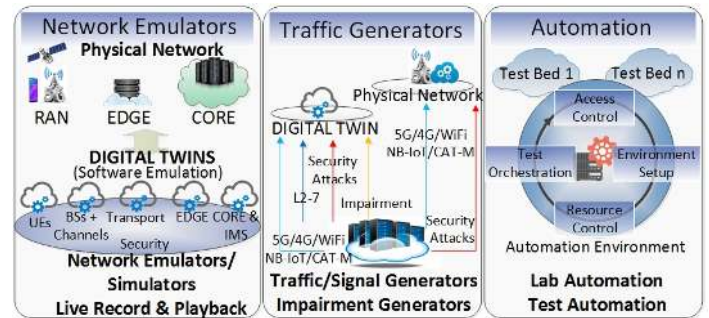 Network Emulators
Physical Network
RAN
EDGE
CORE
DIGITAL TWINS
(Software Emulation)
UEs
BSs +
Channels
Transport
EDGE
CORE &
IMS
Security
Network Emulators/
Simulators
Live Record & Playback
Traffic Generators
Physical Network
DIGITAL TWIN
5G/4G/WiFi
NB-IoT/CAT-M
Security
Attacks
L2-7
Impairment
Security
Attacks
5G/4G/WiFi
NB-IoT/CAT-M
Traffic/Signal Generators
Impairment Generators
Automation
Test Bed 1
Test Bed n
Access
Control
Test
Orchestration
Environment
Setup
Resource
Control
Automation Environment
Lab Automation
Test Automation